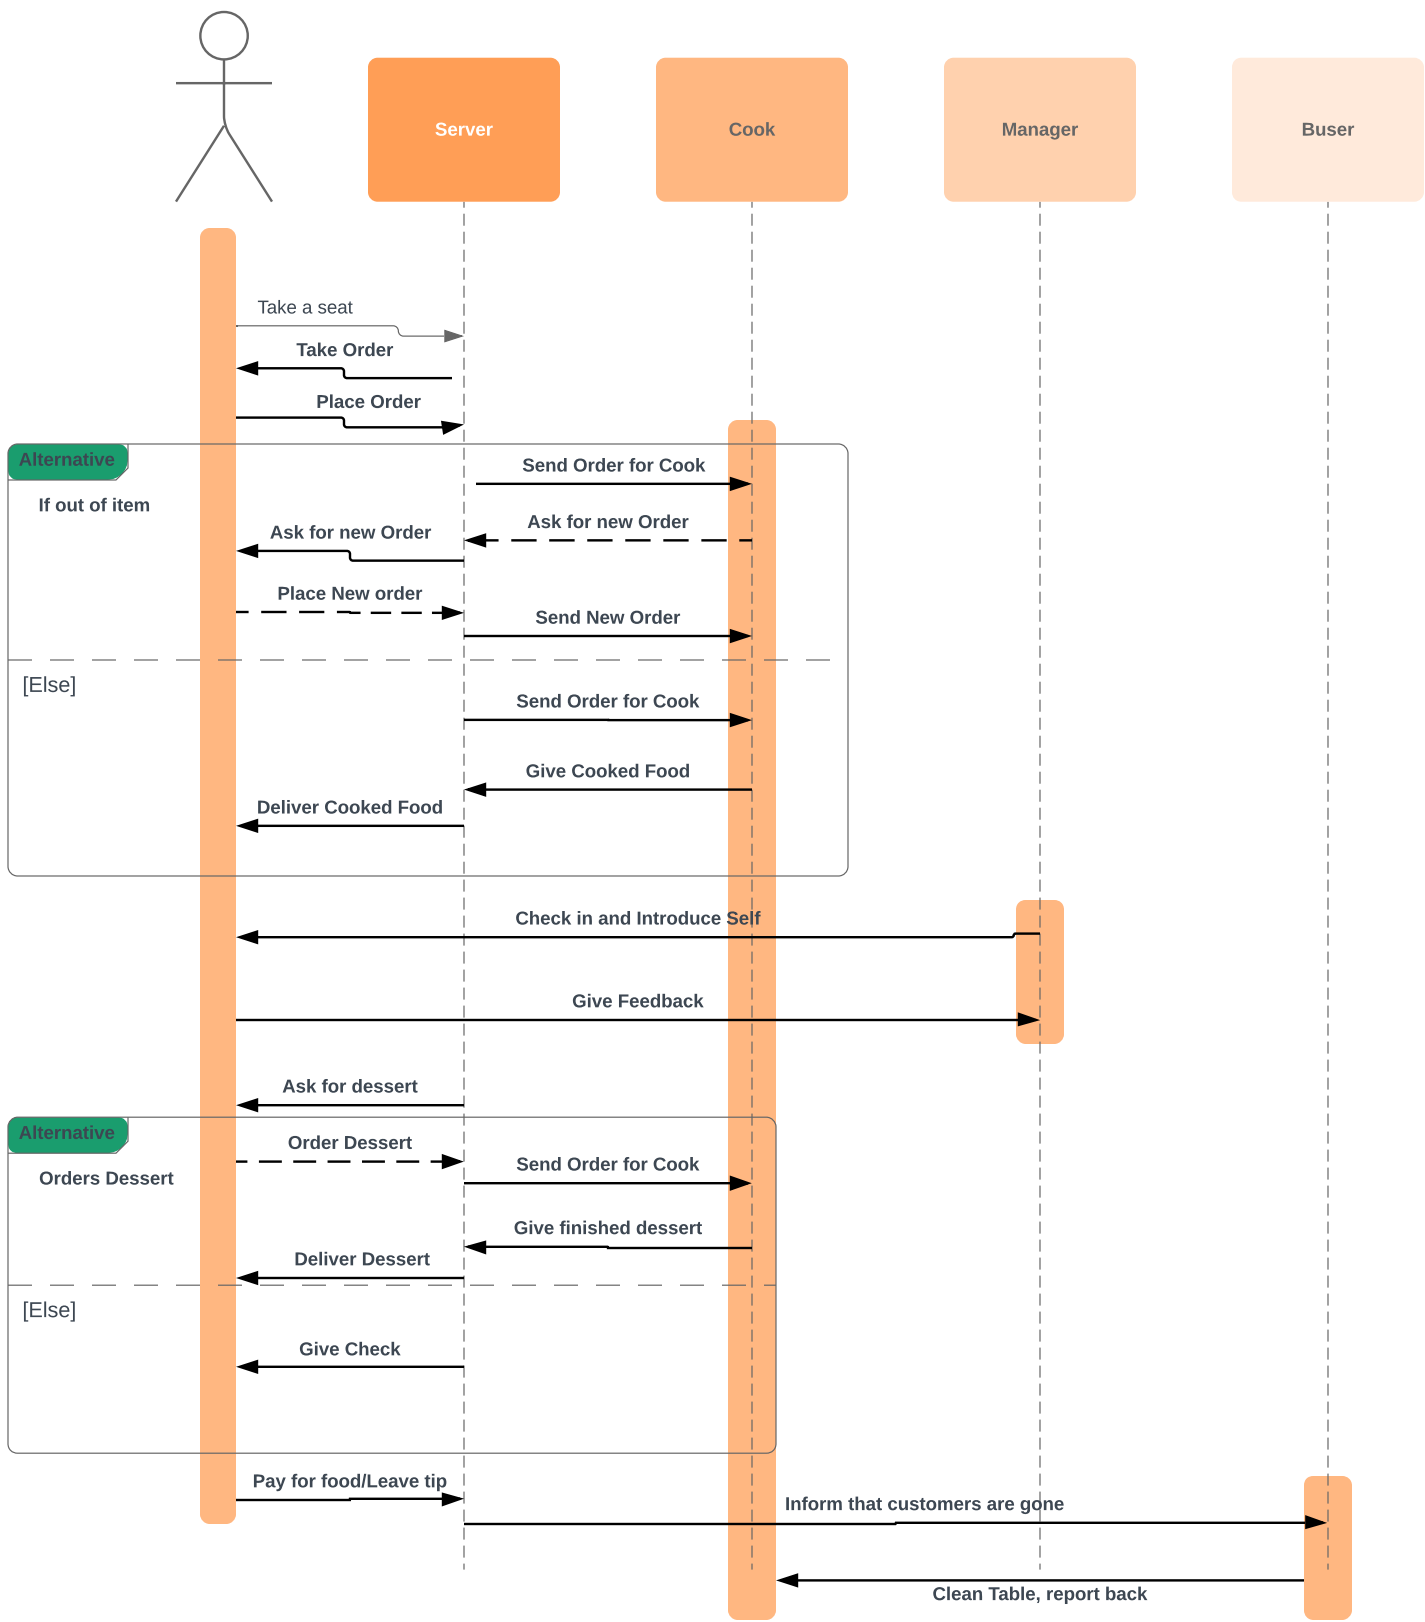 Server
Cook
Manager
Buser
Take a seat
Take Order
Place Order
Alternative
Send Order for Cook
If out of item
Ask for new Order
Ask for new Order
Place New order
Send New Order
[Else]
Send Order for Cook
Give Cooked Food
Deliver Cooked Food
Check in and Introduce Self
Give Feedback
Ask for dessert
Alternative
Order Dessert
Send Order for Cook
Orders Dessert
Give finished dessert
Deliver Dessert
[Else]
Give Check
Pay for food/Leave tip
Inform that customers are gone
Clean Table, report back